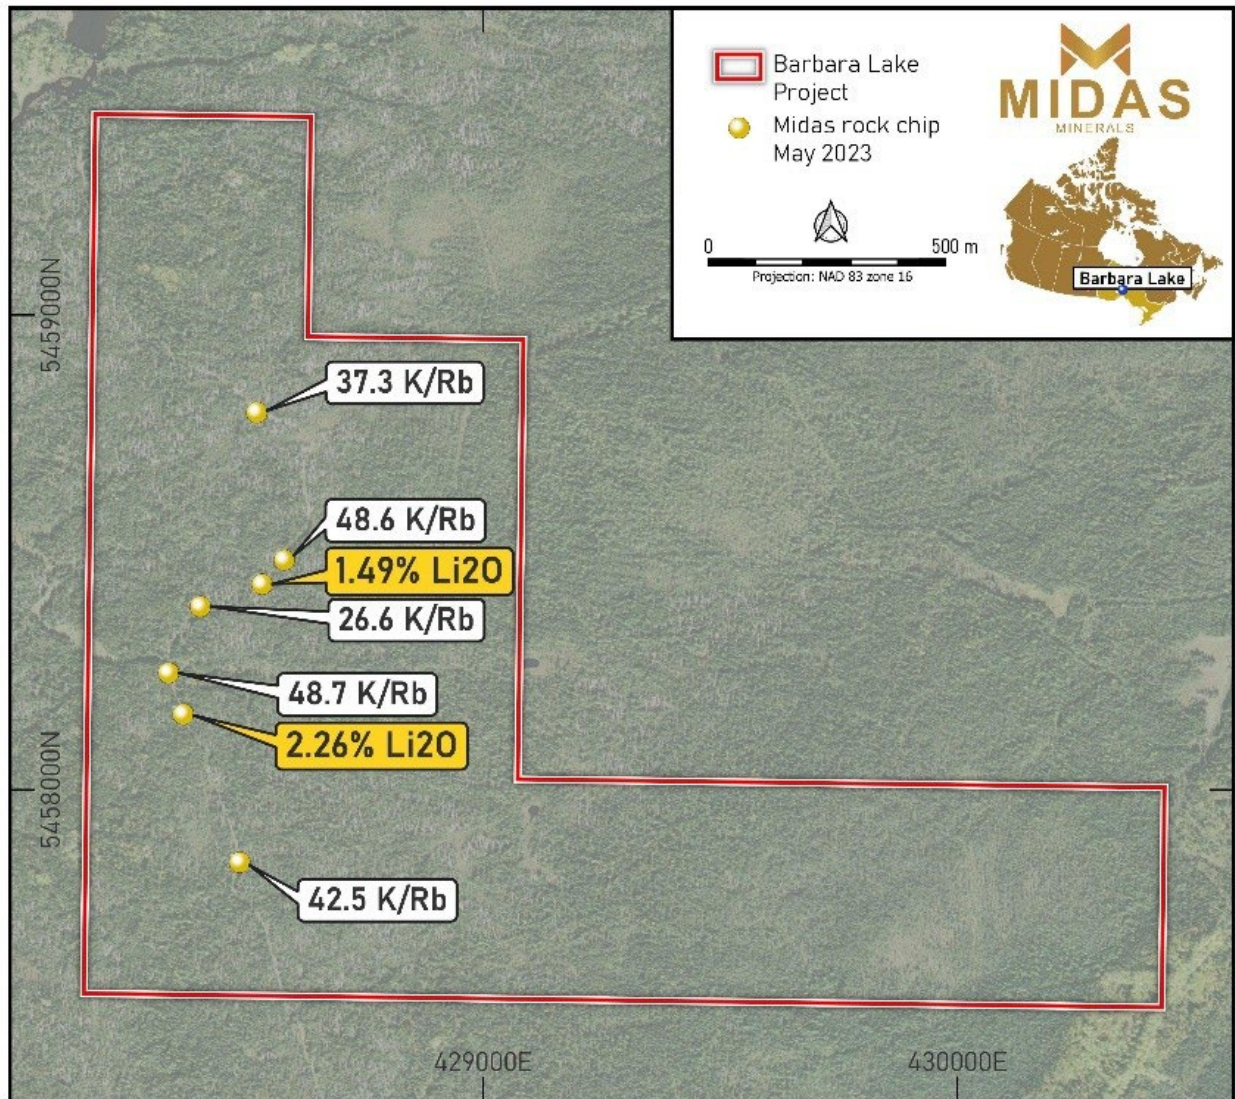 Barbara Lake
Project
Midas rock chip
May 2023
MIDAS
MINERALS
0 500 m
Projection: NAD 83 zone 16
Barbara Lake
5459000N
37.3 K/Rb
48.6 K/Rb
1.49% Li2O
26.6 K/Rb
48.7 K/Rb
2.26% Li2O
5458000N
42.5 K/Rb
429000E
430000E